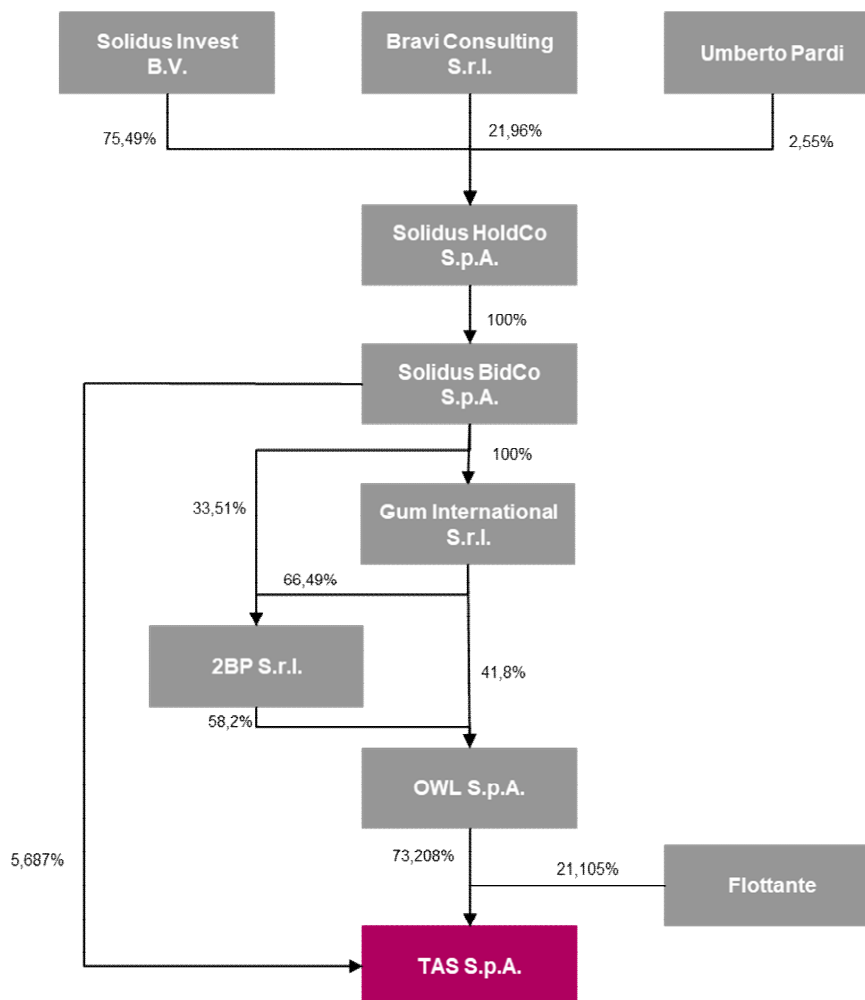 Solidus Invest
B.V.
Bravi Consulting
S.r.l.
Umberto Pardi
75,49%
21,96%
2,55%
Solidus HoldCo
S.p.A.
100%
Solidus BidCo
S.p.A.
100%
33,51%
Gum International
S.r.l.
66,49%
2BP S.r.l.
41,8%
58,2%
OWL S.p.A.
5,687%
73,208%
21,105%
Flottante
TAS S.p.A.